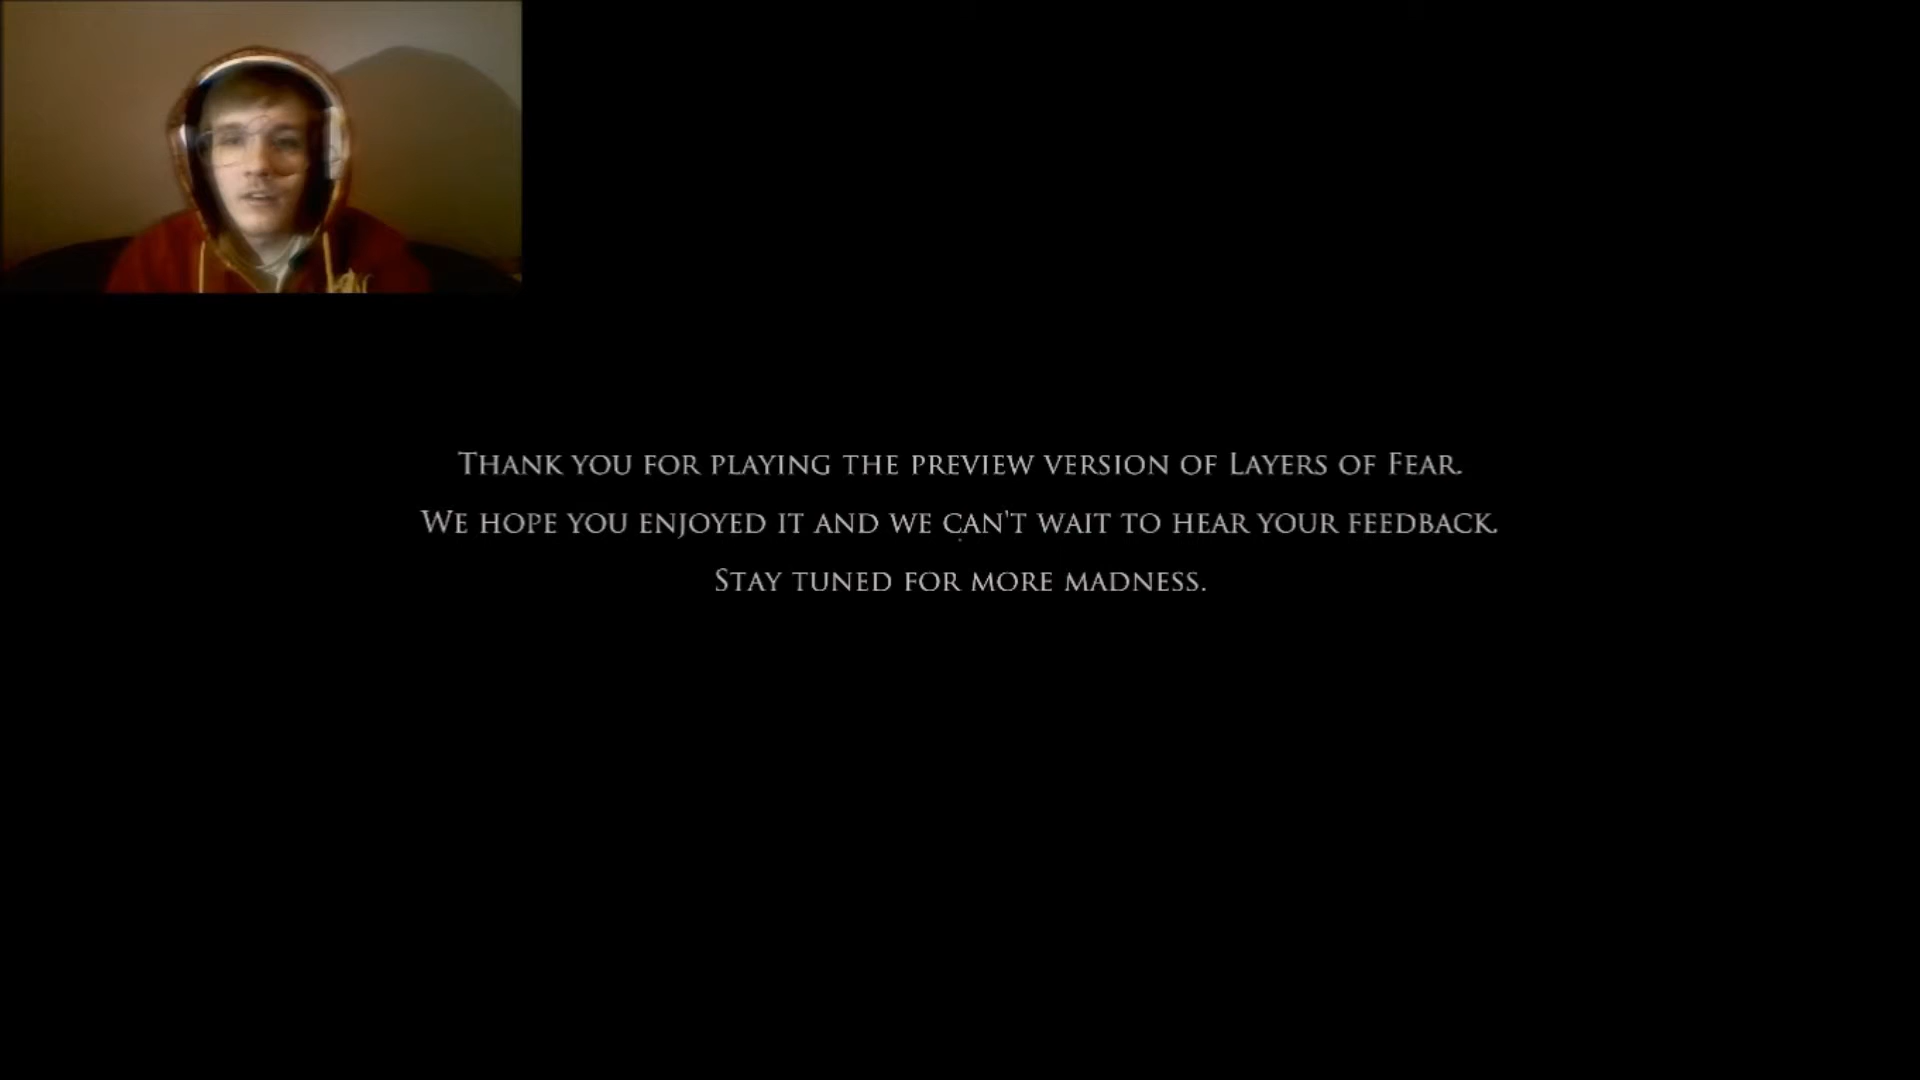 Thank you for playing the preview version of Layers of Fear.
We hope you enjoyed it and we can't wait to hear your feedback.
Stay tuned for more madness.